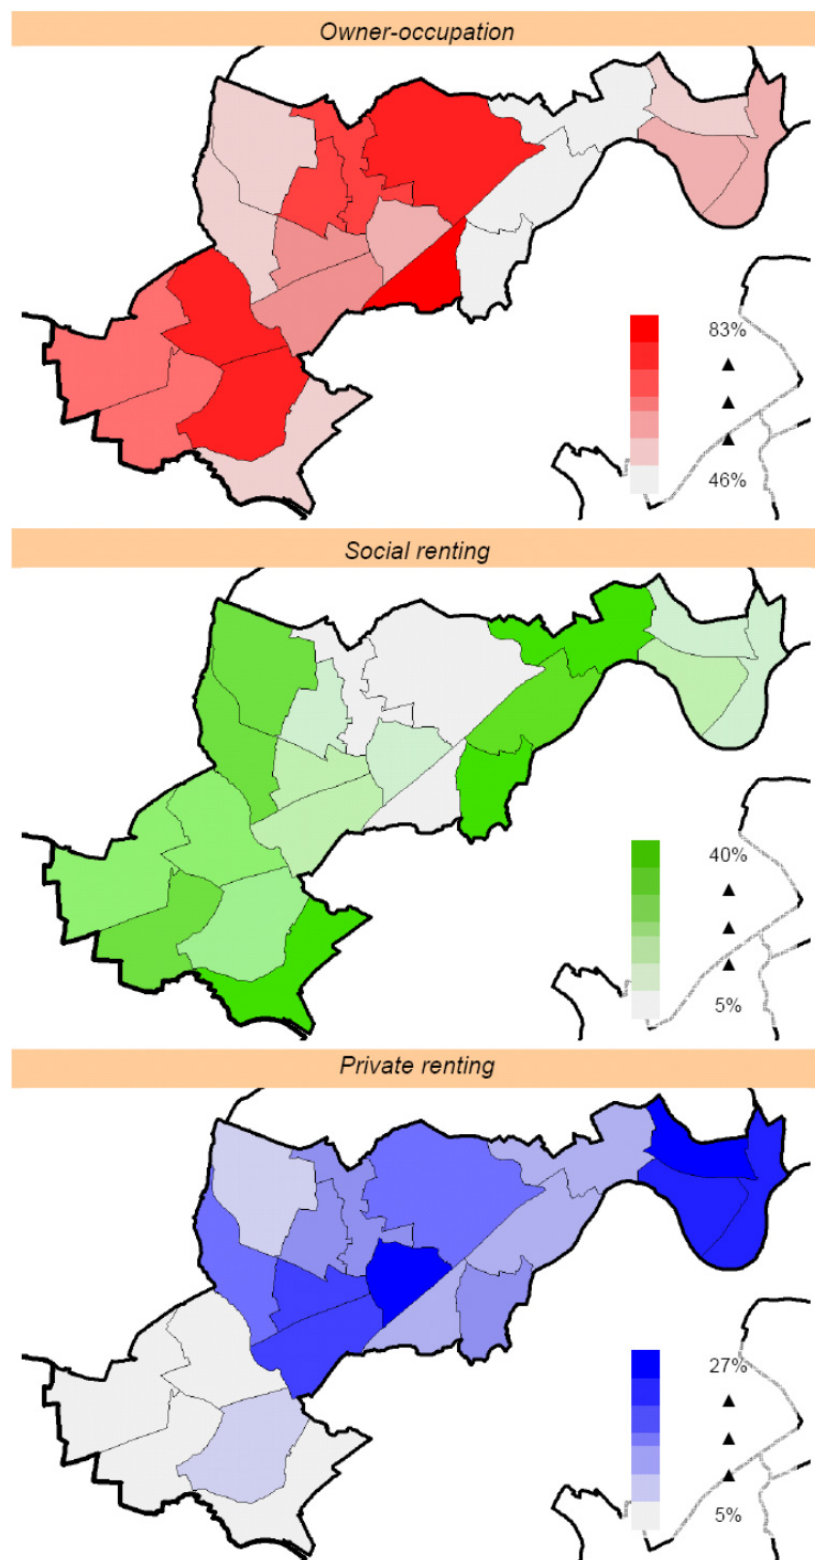 Owner-occupation
83%
46%
Social renting
40%
5%
Private renting
27%
5%